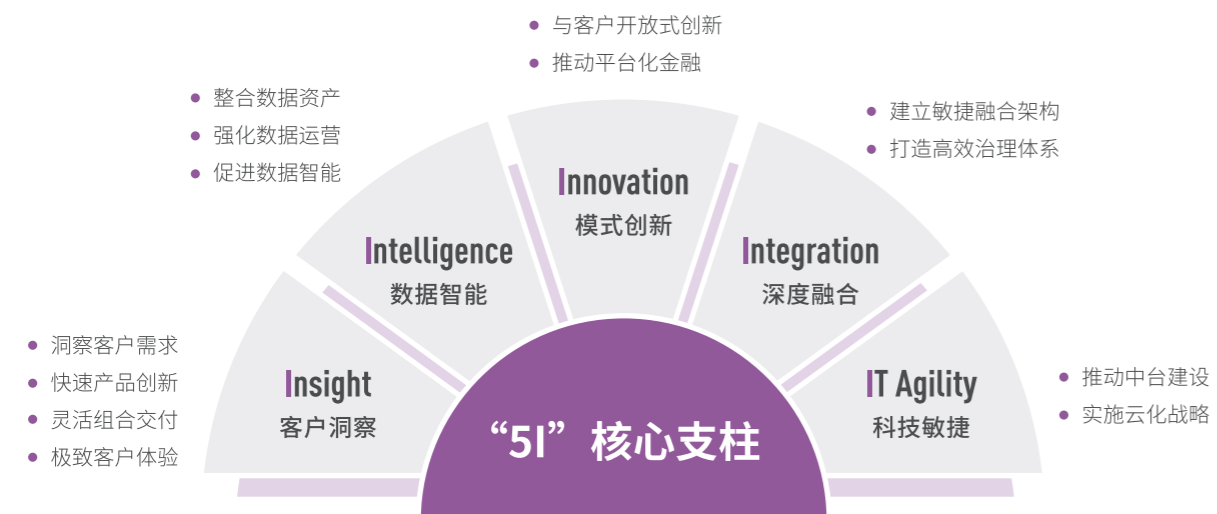 与客户开放式创新
推动平台化金融
整合数据资产
强化数据运营
促进数据智能
建立敏捷融合架构
打造高效治理体系
Innovation
模式创新
Intelligence
数据智能
Integration
深度融合
洞察客户需求
快速产品创新
灵活组合交付
极致客户体验
Insight
客户洞察
IT Agility
科技敏捷
推动中台建设
实施云化战略
“5I”核心支柱